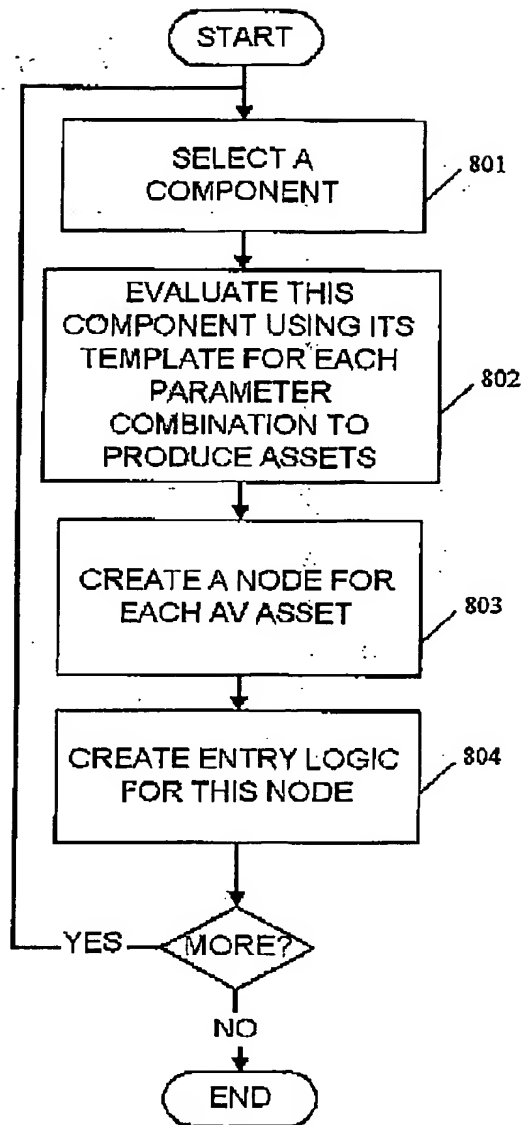 START
SELECT A
COMPONENT
801
EVALUATE THIS
COMPONENT USING ITS
TEMPLATE FOR EACH
PARAMETER
COMBINATION TO
PRODUCE ASSETS
802
CREATE A NODE FOR
EACH AV ASSET
803
CREATE ENTRY LOGIC
FOR THIS NODE
804
YES
MORE?
NO
END